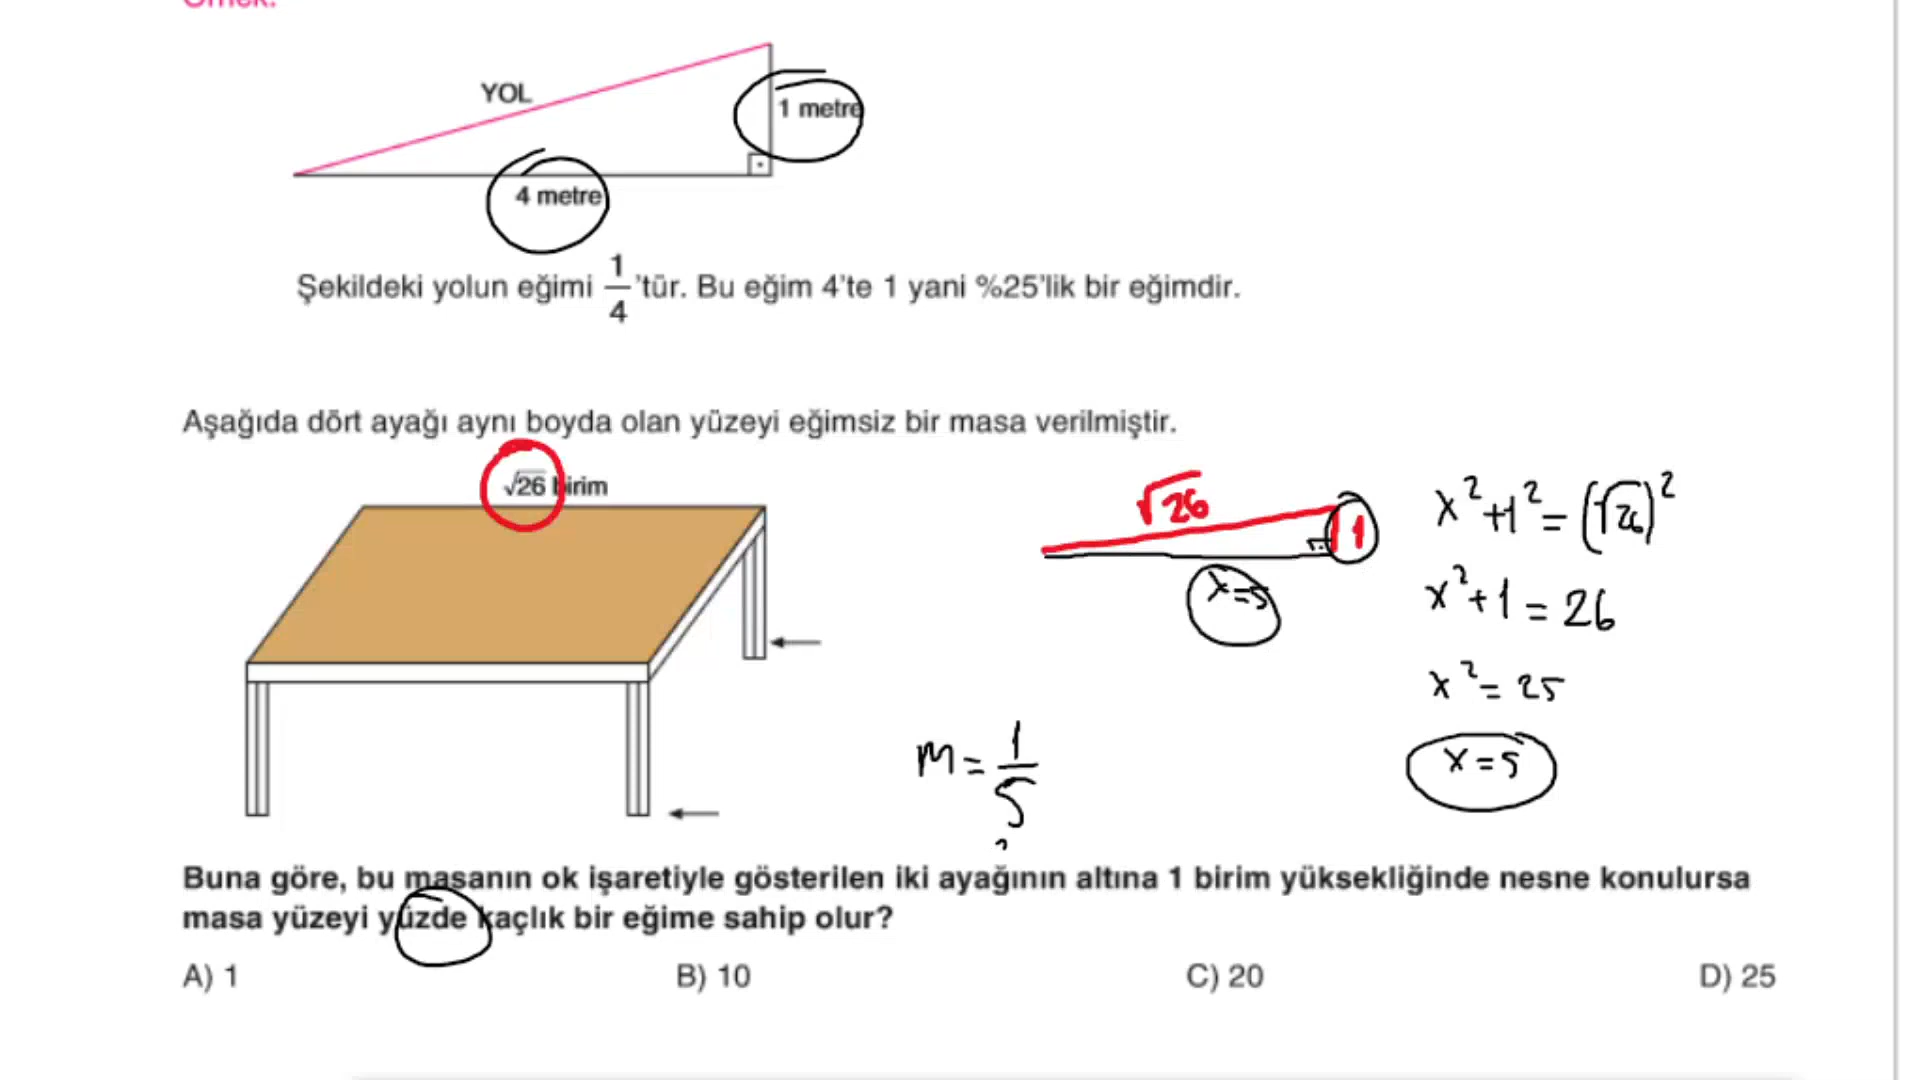 Örnek:
YOL
1 metre
4 metre
Şekildeki yolun eğimi 1/4 'tür. Bu eğim 4'te 1 yani %25'lik bir eğimdir.
Aşağıda dört ayağı aynı boyda olan yüzeyi eğimsiz bir masa verilmiştir.
√26 birim
√26
1
x=5
x²+1²=(√26)²
x²+1=26
x²=25
x=5
m=1/5
Buna göre, bu masanın ok işaretiyle gösterilen iki ayağının altına 1 birim yüksekliğinde nesne konulursa
masa yüzeyi yüzde kaçlık bir eğime sahip olur?
A) 1 B) 10 C) 20 D) 25